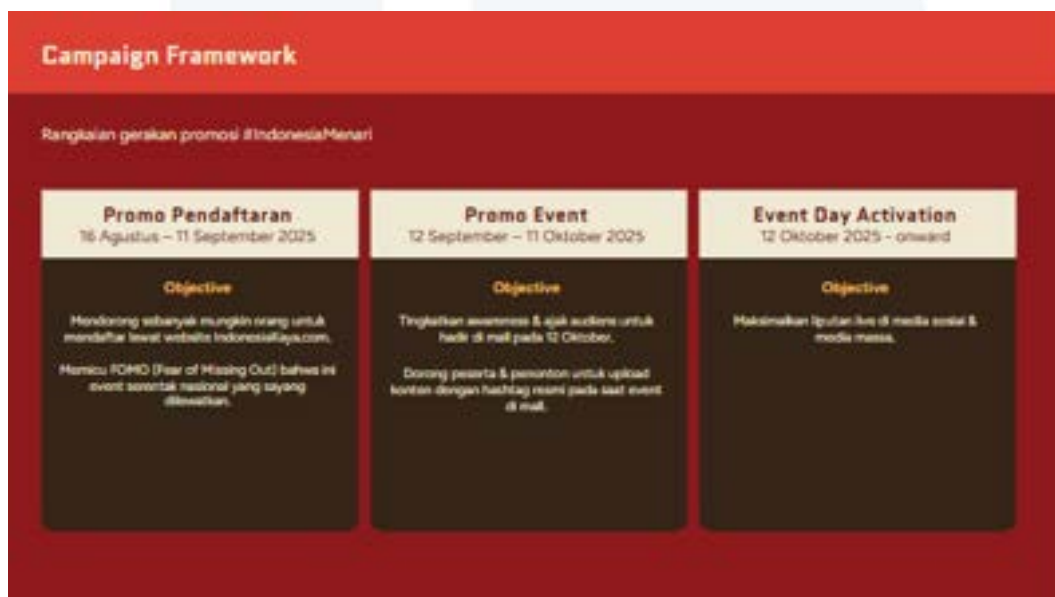 Campaign Framework
Rangkaian gerakan promosi #IndonesiaMenari
Promo Pendaftaran
16 Agustus – 11 September 2025
Objective
Mendorong sebanyak mungkin orang untuk
mendaftar lewat website IndonesiaKaya.com.
Memicu FOMO (Fear of Missing Out) bahwa ini
event serentak nasional yang sayang
dilewatkan.
Promo Event
12 September – 11 Oktober 2025
Objective
Tingkatkan awareness & ajak audiens untuk
hadir di mall pada 12 Oktober.
Dorong peserta & penonton untuk upload
konten dengan hashtag resmi pada saat event
di mall.
Event Day Activation
12 Oktober 2025 - onward
Objective
Maksimalkan liputan live di media sosial &
media massa.